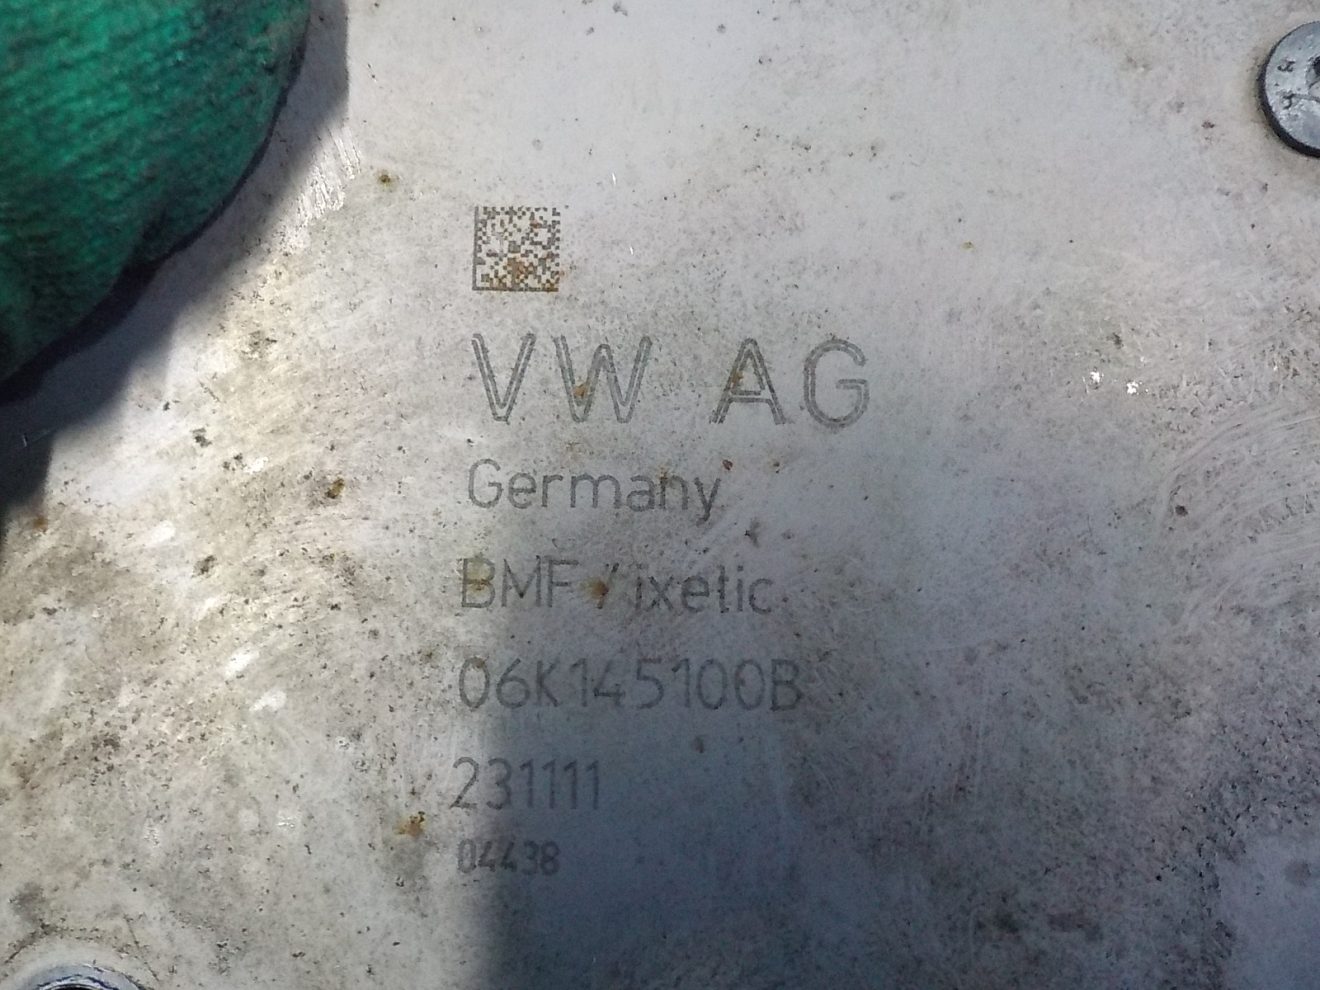 VW AG
Germany
BMF / ixetic
06K145100B
231111
04438